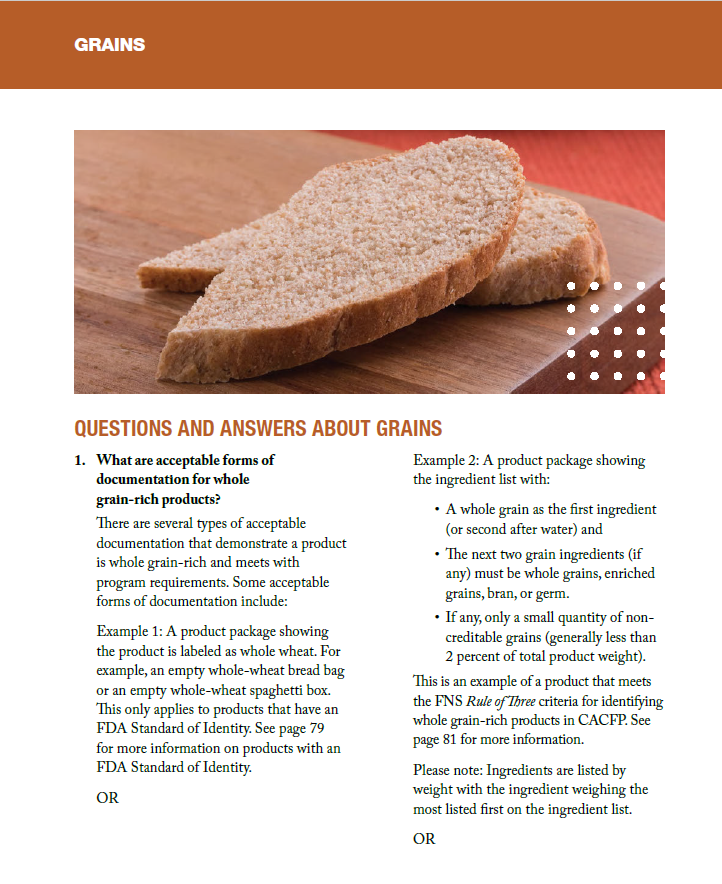 GRAINS
QUESTIONS AND ANSWERS ABOUT GRAINS
1. What are acceptable forms of
documentation for whole
grain-rich products?
There are several types of acceptable
documentation that demonstrate a product
is whole grain-rich and meets with
program requirements. Some acceptable
forms of documentation include:
Example 1: A product package showing
the product is labeled as whole wheat. For
example, an empty whole-wheat bread bag
or an empty whole-wheat spaghetti box.
This only applies to products that have an
FDA Standard of Identity. See page 79
for more information on products with an
FDA Standard of Identity.
OR
Example 2: A product package showing
the ingredient list with:
• A whole grain as the first ingredient
(or second after water) and
• The next two grain ingredients (if
any) must be whole grains, enriched
grains, bran, or germ.
• If any, only a small quantity of non-
creditable grains (generally less than
2 percent of total product weight).
This is an example of a product that meets
the FNS Rule of Three criteria for identifying
whole grain-rich products in CACFP. See
page 81 for more information.
Please note: Ingredients are listed by
weight with the ingredient weighing the
most listed first on the ingredient list.
OR